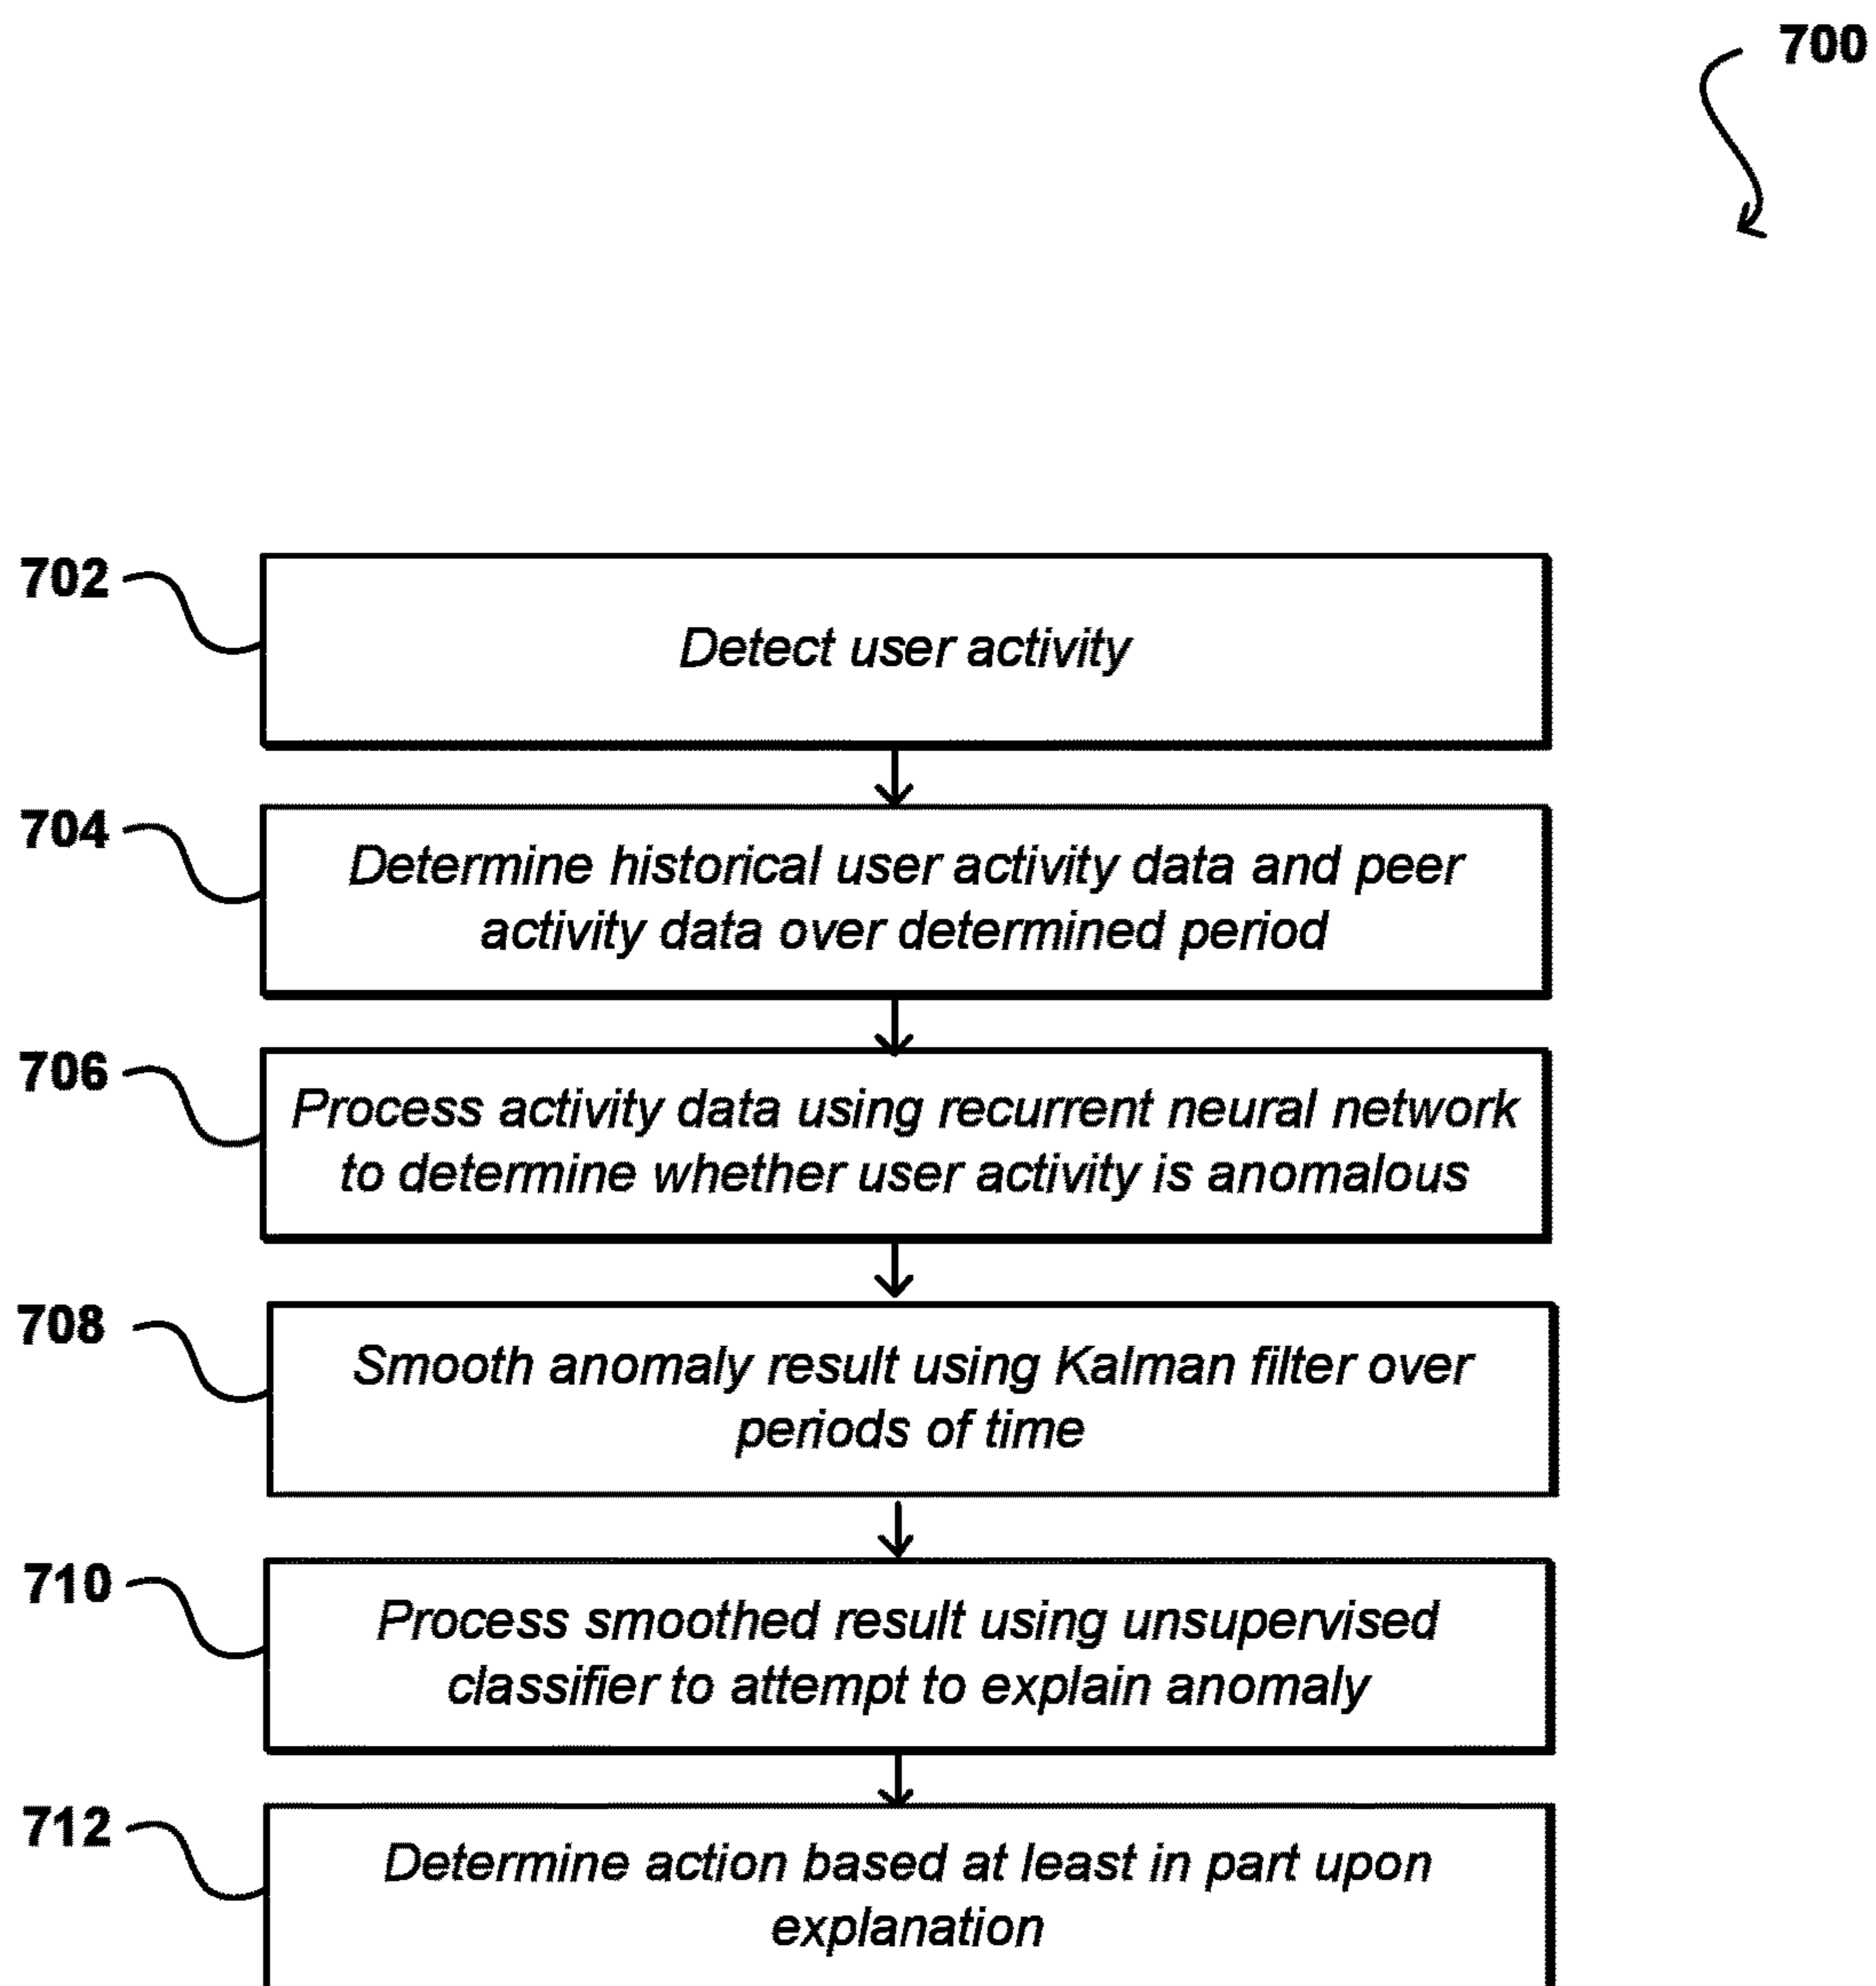 700
702
Detect user activity
704
Determine historical user activity data and peer
activity data over determined period
706
Process activity data using recurrent neural network
to determine whether user activity is anomalous
708
Smooth anomaly result using Kalman filter over
periods of time
710
Process smoothed result using unsupervised
classifier to attempt to explain anomaly
712
Determine action based at least in part upon
explanation